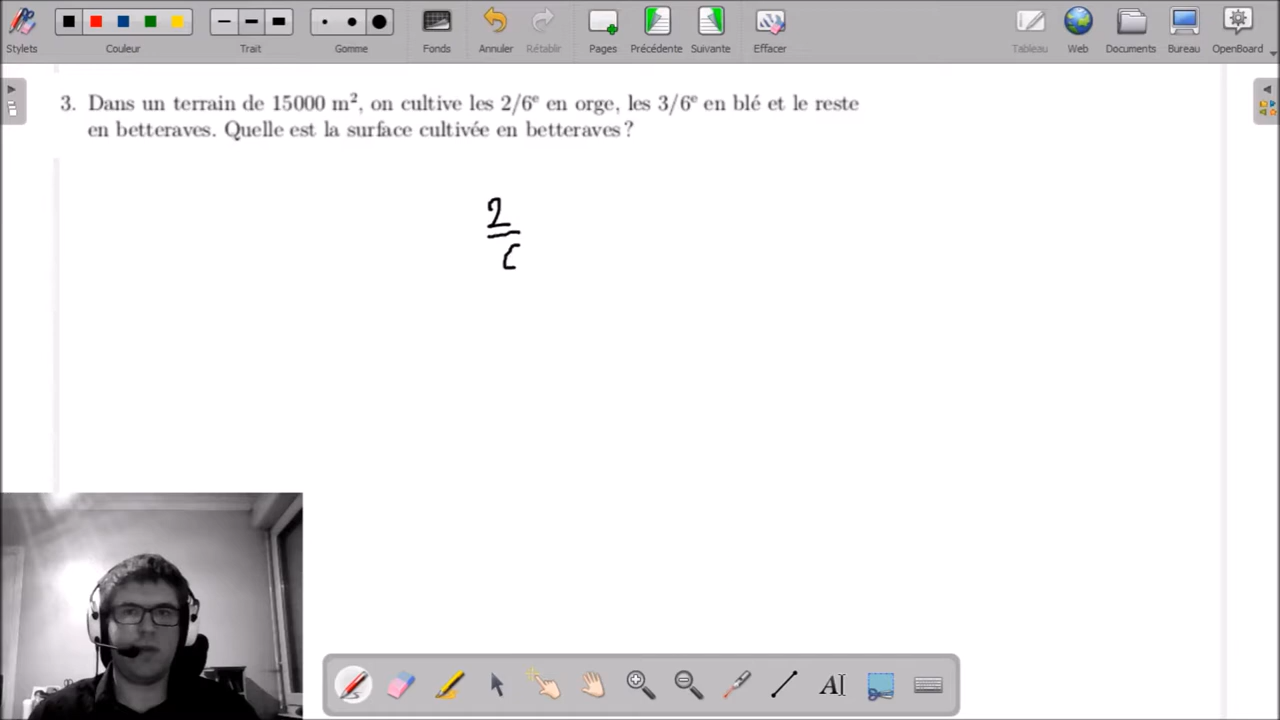 Stylets Couleur Trait Gomme Fonds Annuler Rétablir Pages Précédente Suivante Effacer Tableau Web Documents Bureau OpenBoard
3. Dans un terrain de 15000 m², on cultive les 2/6ᵉ en orge, les 3/6ᵉ en blé et le reste
en betteraves. Quelle est la surface cultivée en betteraves ?
2
AI